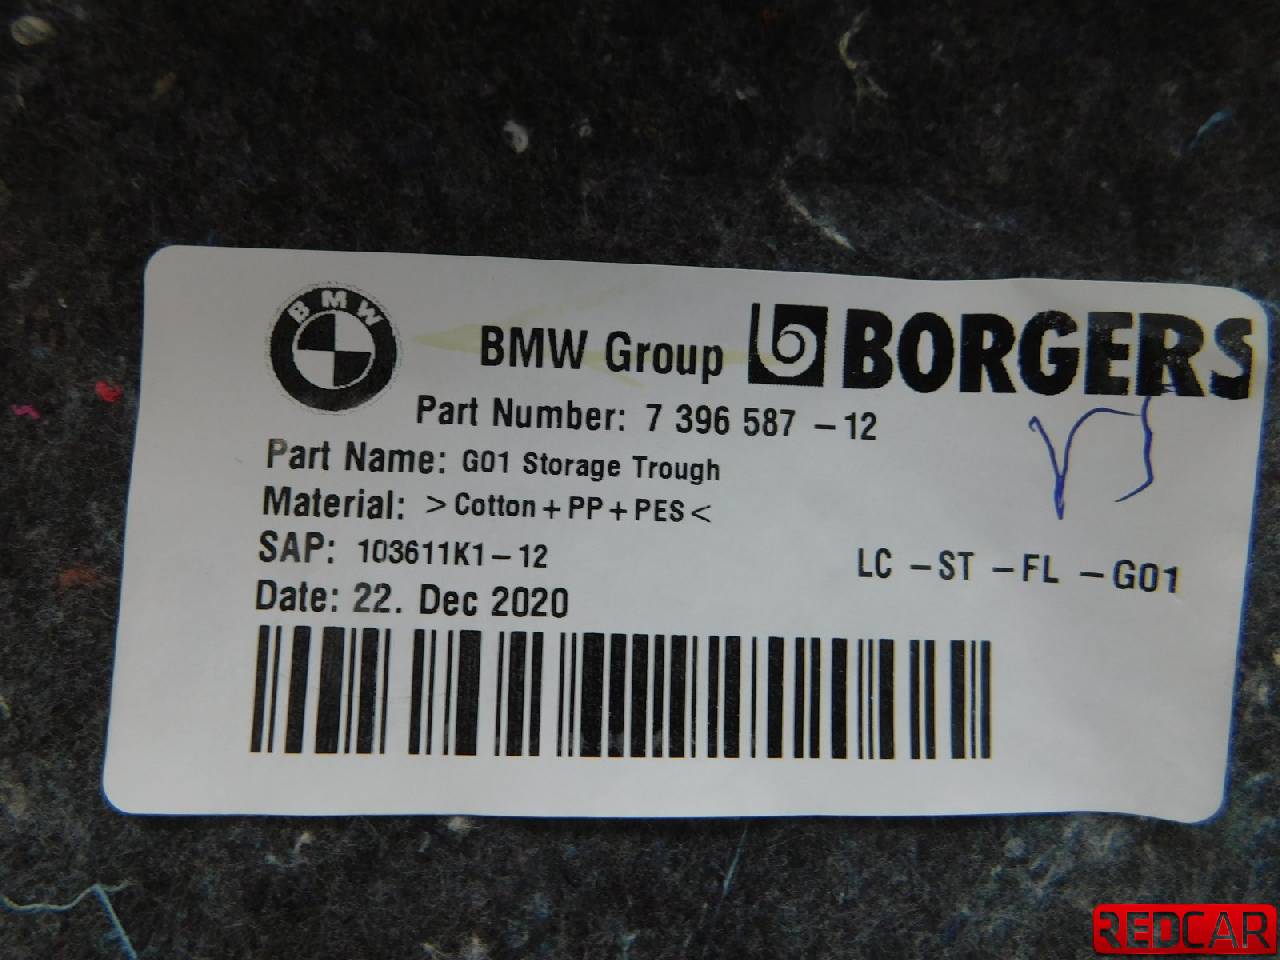 BMW
BMW Group BORGERS
Part Number: 7 396 587 -12
Part Name: G01 Storage Trough
Material: >Cotton+PP+PES<
SAP: 103611K1-12
LC -ST -FL -G01
Date: 22. Dec 2020
REDCAR